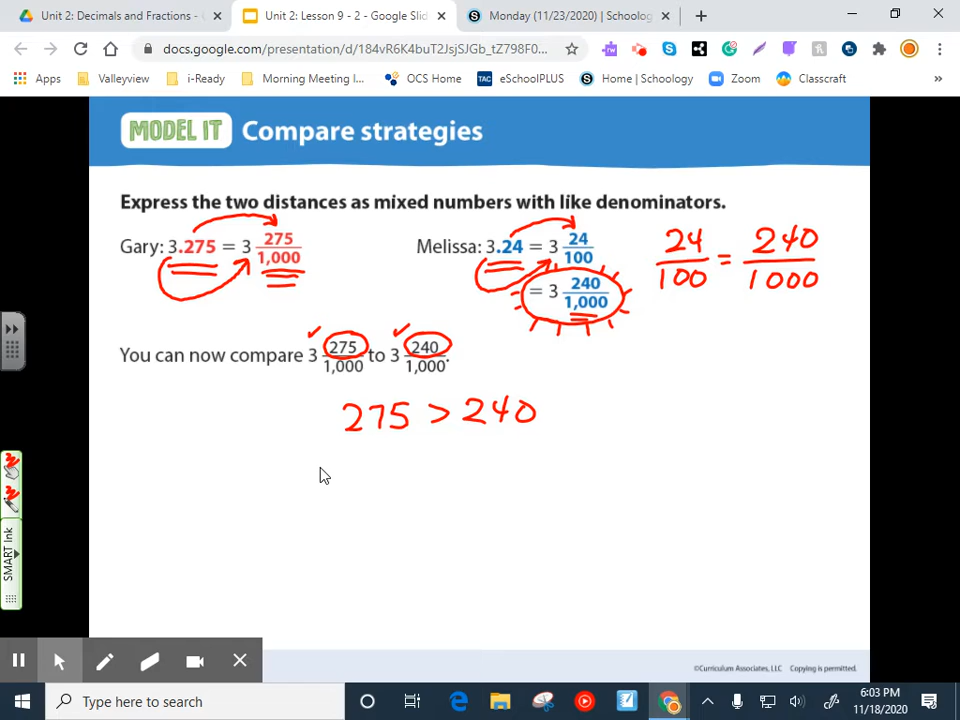 Unit 2: Decimals and Fractions -
Unit 2: Lesson 9 - 2 - Google Slid
Monday (11/23/2020) | Schoolog
docs.google.com/presentation/d/184vR6K4buT2JsjSJGb_tZ798F0...
Apps Valleyview i-Ready Morning Meeting I... OCS Home eSchoolPLUS Home | Schoology Zoom Classcraft »
MODEL IT Compare strategies
Express the two distances as mixed numbers with like denominators.
Gary: 3.275 = 3 275/1,000
Melissa: 3.24 = 3 24/100
= 3 240/1,000
24/100 = 240/1000
You can now compare 3 275/1,000 to 3 240/1,000.
275 > 240
SMART Ink
©Curriculum Associates, LLC Copying is permitted.
Type here to search
6:03 PM
11/18/2020